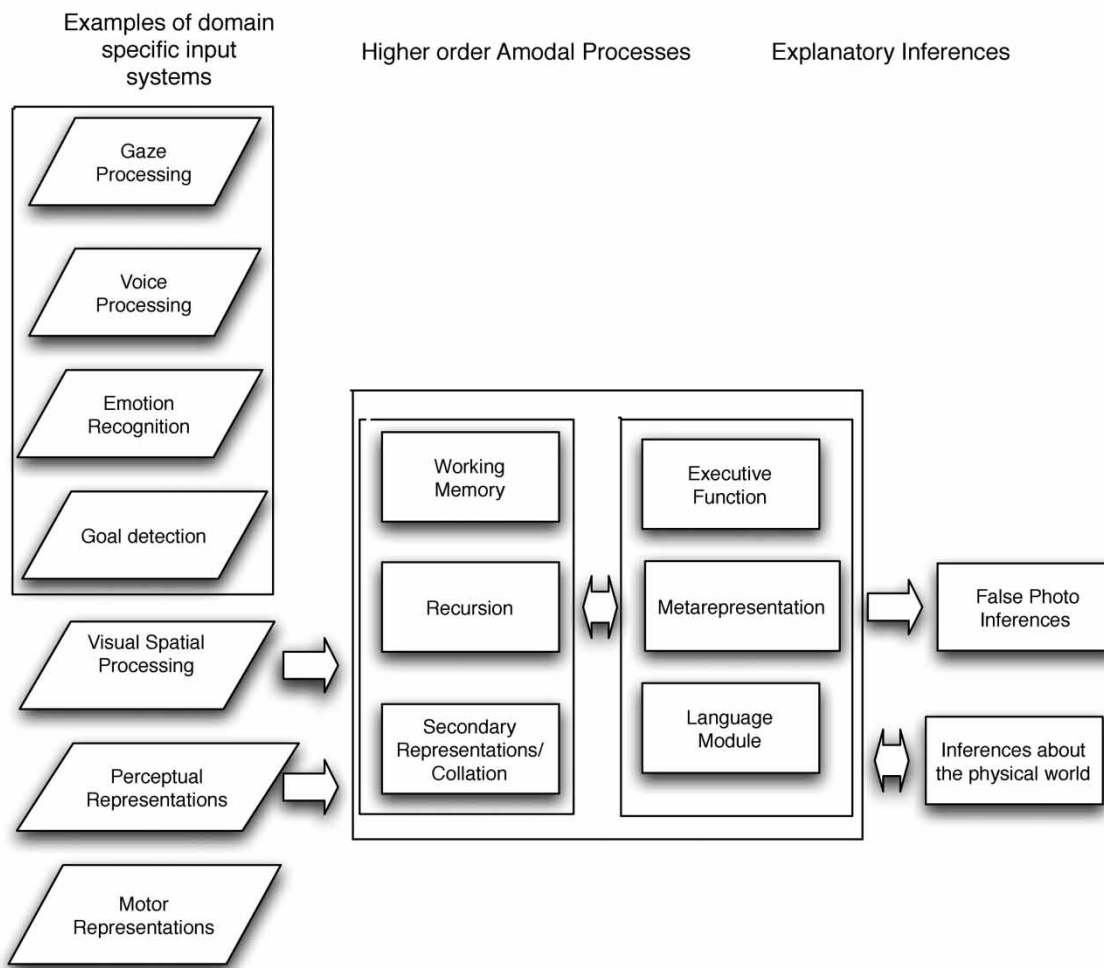 Examples of domain
specific input
systems
Higher order Amodal Processes
Explanatory Inferences
Gaze
Processing
Voice
Processing
Emotion
Recognition
Goal detection
Visual Spatial
Processing
Perceptual
Representations
Motor
Representations
Working
Memory
Recursion
Secondary
Representations/
Collation
Executive
Function
Metarepresentation
Language
Module
False Photo
Inferences
Inferences about
the physical world